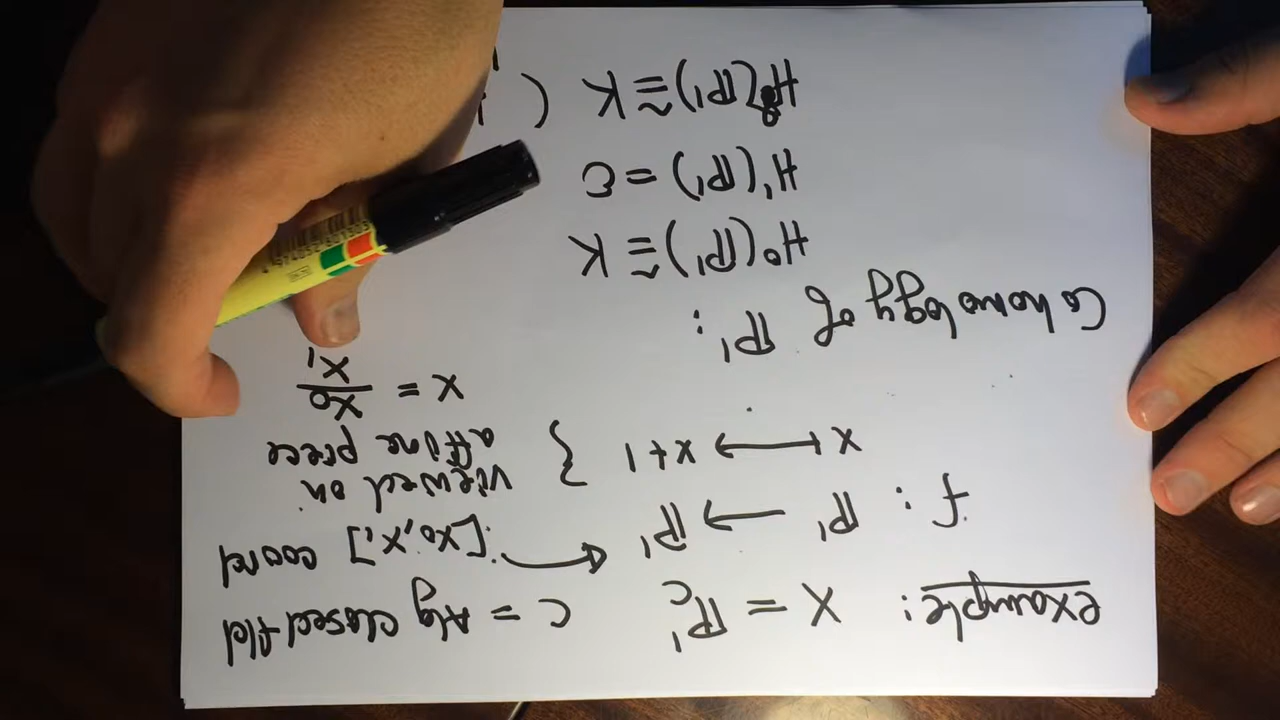 example: X = ℙ¹_C C = Alg closed fld
f: ℙ¹ → ℙ¹ [x₀,x₁] coord
x ⟼ x+1 } viewed on
affine piece
x = x₀/x₁
Cohomology of ℙ¹:
H⁰(ℙ¹) ≅ K
H¹(ℙ¹) = 0
H²(ℙ¹) ≅ K (